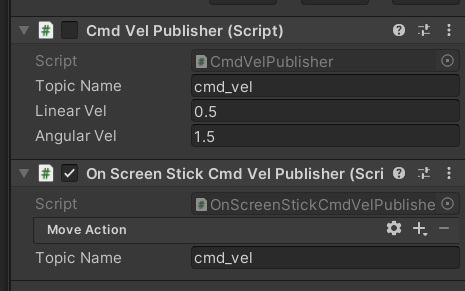 Cmd Vel Publisher (Script)
Script
CmdVelPublisher
Topic Name
cmd_vel
Linear Vel
0.5
Angular Vel
1.5
On Screen Stick Cmd Vel Publisher (Scri
Script
OnScreenStickCmdVelPublishe
Move Action
Topic Name
cmd_vel